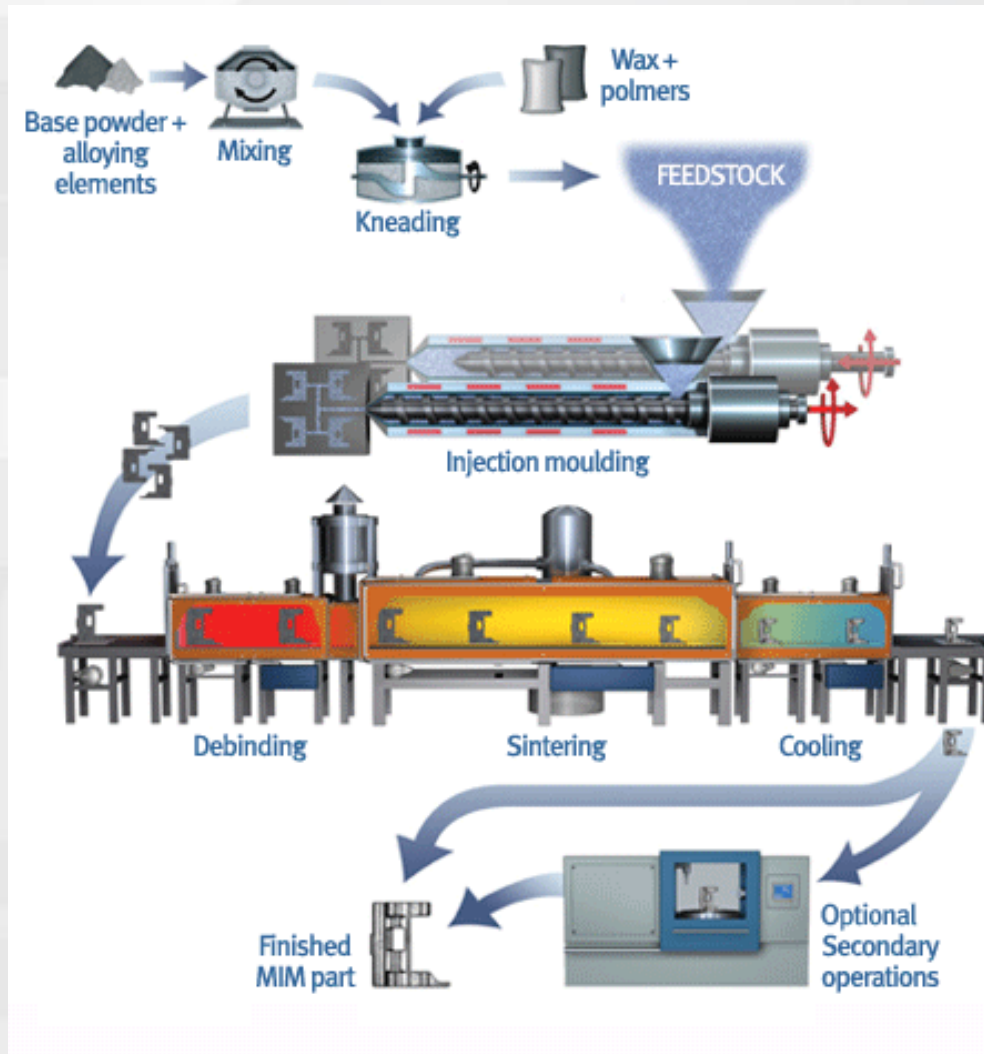 Base powder +
alloying
elements
Mixing
Wax +
polmers
Kneading
FEEDSTOCK
Injection moulding
Debinding
Sintering
Cooling
Finished
MIM part
Optional
Secondary
operations